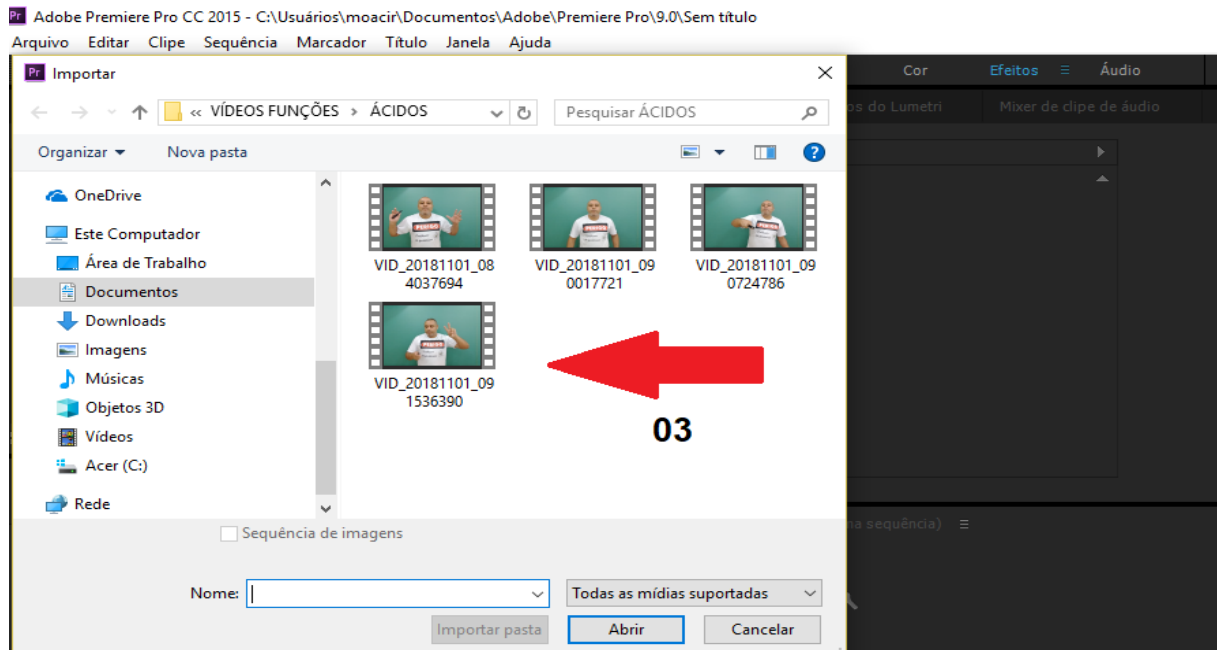 Adobe Premiere Pro CC 2015 - C:\Usuários\moacir\Documentos\Adobe\Premiere Pro\9.0\Sem título
Arquivo Editar Clipe Sequência Marcador Título Janela Ajuda
Importar
Cor Efeitos Áudio
« VÍDEOS FUNÇÕES › ÁCIDOS
Pesquisar ÁCIDOS
os do Lumetri Mixer de clipe de áudio
Organizar Nova pasta
OneDrive
Este Computador
Área de Trabalho
Documentos
Downloads
Imagens
Músicas
Objetos 3D
Vídeos
Acer (C:)
Rede
VID_20181101_08
4037694
VID_20181101_09
0017721
VID_20181101_09
0724786
VID_20181101_09
1536390
03
Sequência de imagens
na sequência)
Nome:
Todas as mídias suportadas
Importar pasta Abrir Cancelar